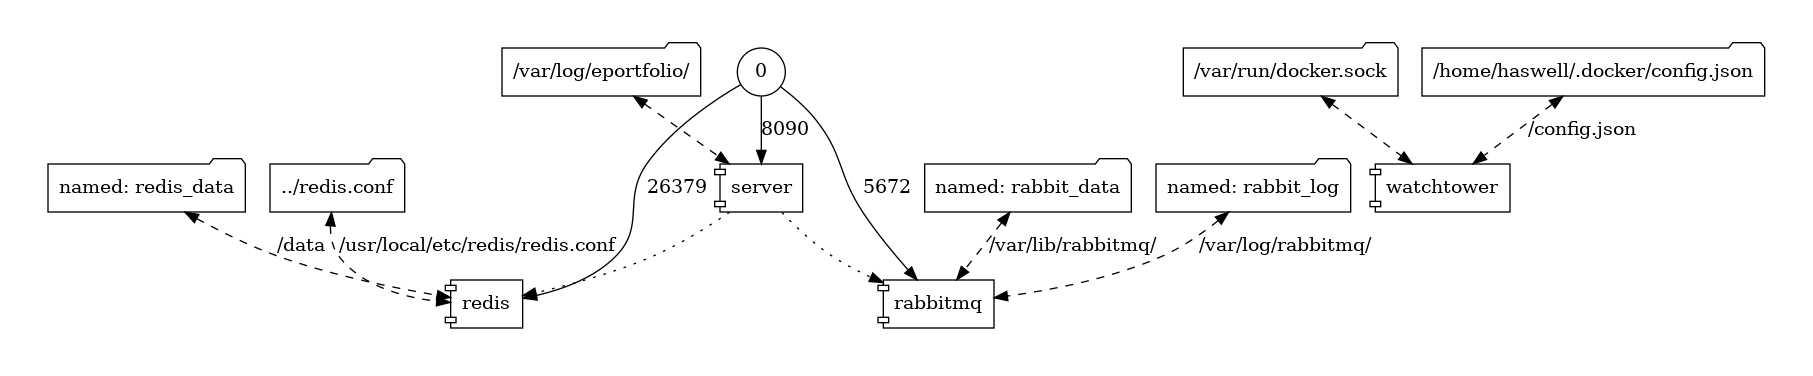 /var/log/eportfolio/
0
/var/run/docker.sock
/home/haswell/.docker/config.json
8090
/config.json
named: redis_data
../redis.conf
26379
server
5672
named: rabbit_data
named: rabbit_log
watchtower
/data
/usr/local/etc/redis/redis.conf
/var/lib/rabbitmq/
/var/log/rabbitmq/
redis
rabbitmq